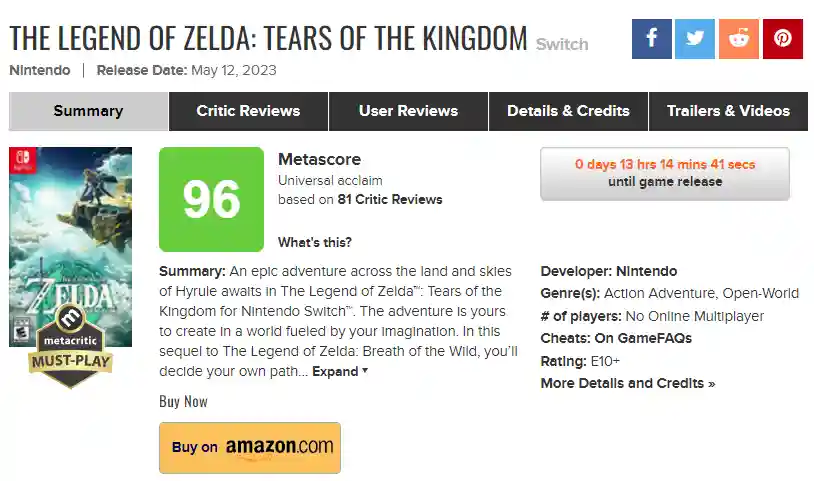 THE LEGEND OF ZELDA: TEARS OF THE KINGDOM Switch
Nintendo | Release Date: May 12, 2023
Summary
Critic Reviews
User Reviews
Details & Credits
Trailers & Videos
ZELDA
m
metacritic
MUST-PLAY
96
Metascore
Universal acclaim
based on 81 Critic Reviews
What's this?
0 days 13 hrs 14 mins 41 secs
until game release
Summary: An epic adventure across the land and skies
of Hyrule awaits in The Legend of Zelda™: Tears of the
Kingdom for Nintendo Switch™. The adventure is yours
to create in a world fueled by your imagination. In this
sequel to The Legend of Zelda: Breath of the Wild, you'll
decide your own path... Expand
Buy Now
Buy on amazon.com
Developer: Nintendo
Genre(s): Action Adventure, Open-World
# of players: No Online Multiplayer
Cheats: On GameFAQs
Rating: E10+
More Details and Credits »